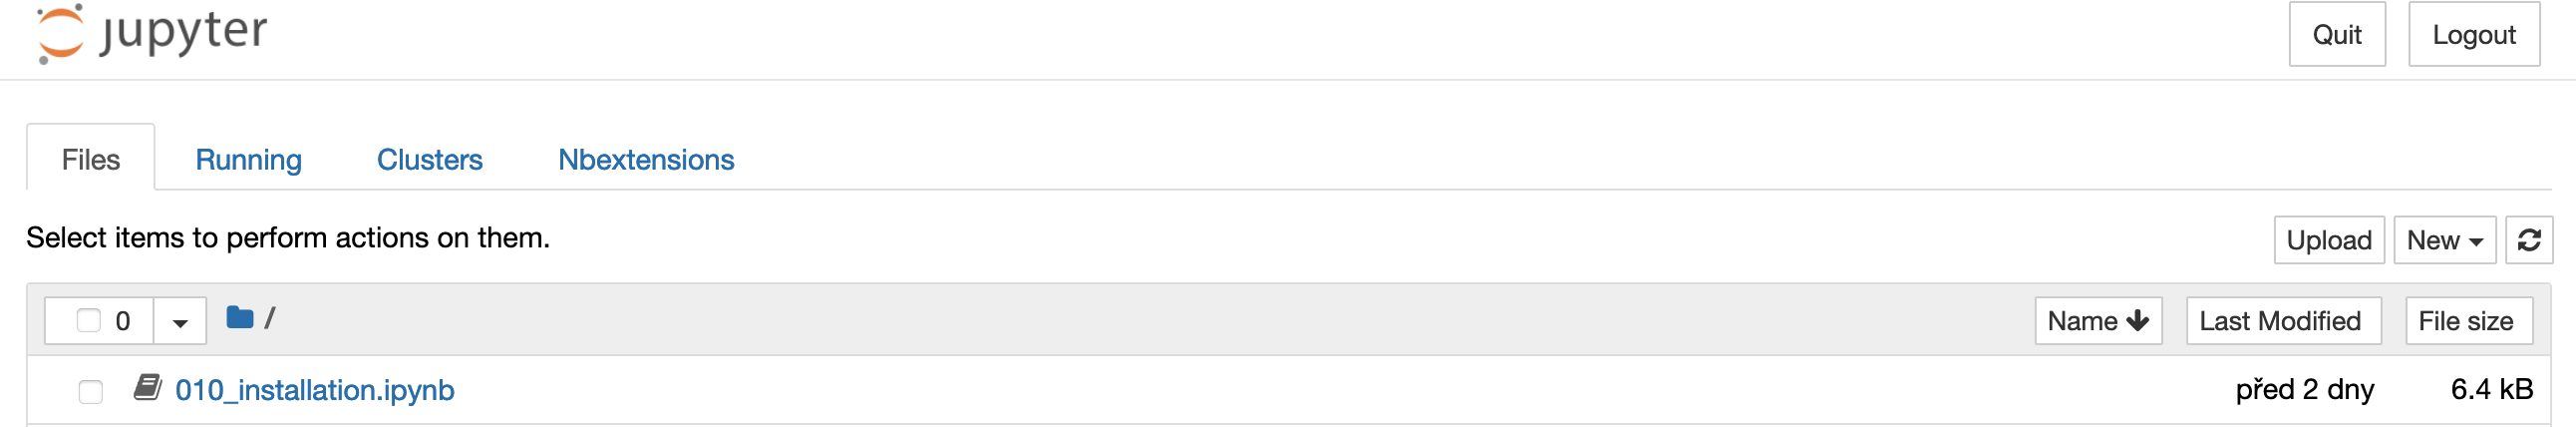 jupyter Quit Logout
Files Running Clusters Nbextensions
Select items to perform actions on them. Upload New
0 / Name Last Modified File size
010_installation.ipynb před 2 dny 6.4 kB